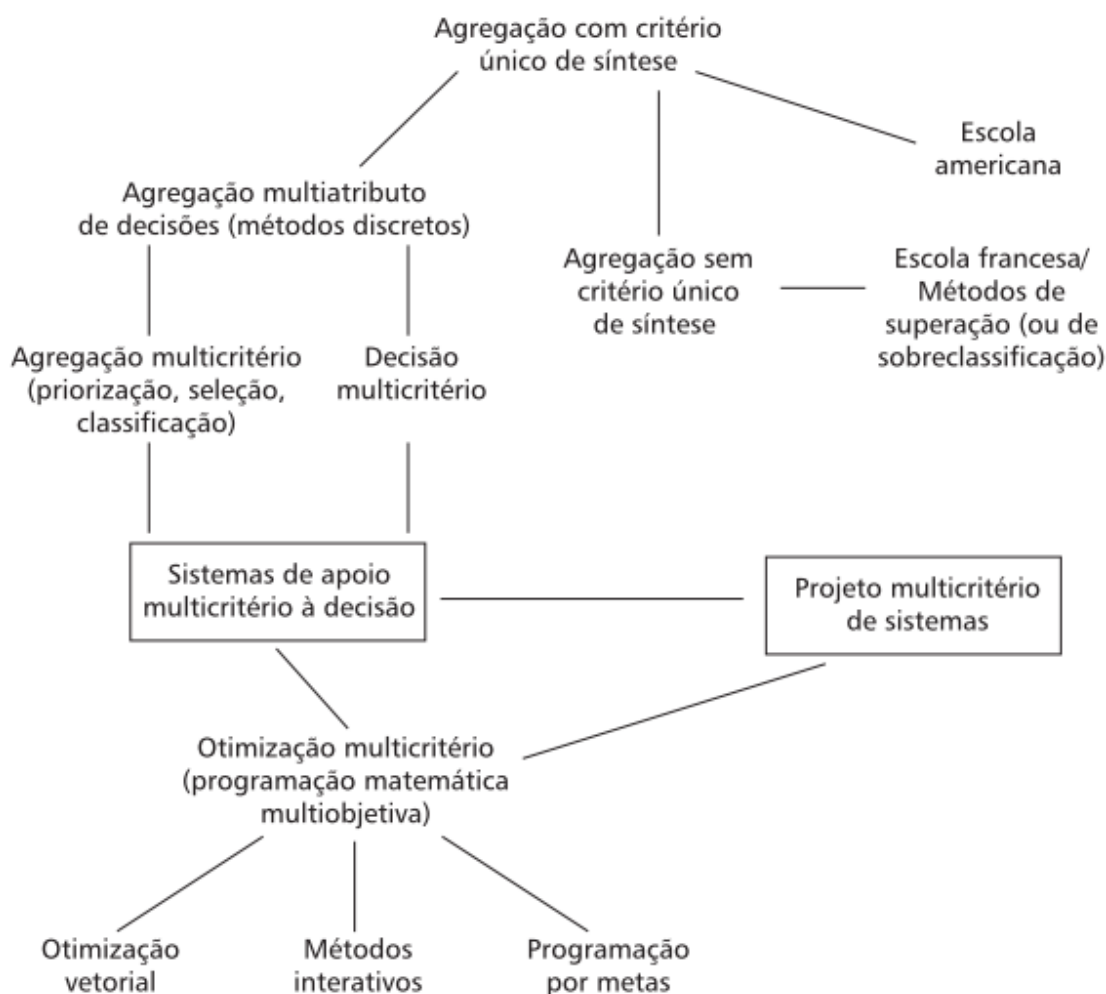 Agregação com critério
único de síntese
Escola
americana
Agregação multiatributo
de decisões (métodos discretos)
Agregação sem
critério único
de síntese
Escola francesa/
Métodos de
superação (ou de
sobreclassificação)
Agregação multicritério
(priorização, seleção,
classificação)
Decisão
multicritério
Sistemas de apoio
multicritério à decisão
Projeto multicritério
de sistemas
Otimização multicritério
(programação matemática
multiobjetiva)
Otimização
vetorial
Métodos
interativos
Programação
por metas